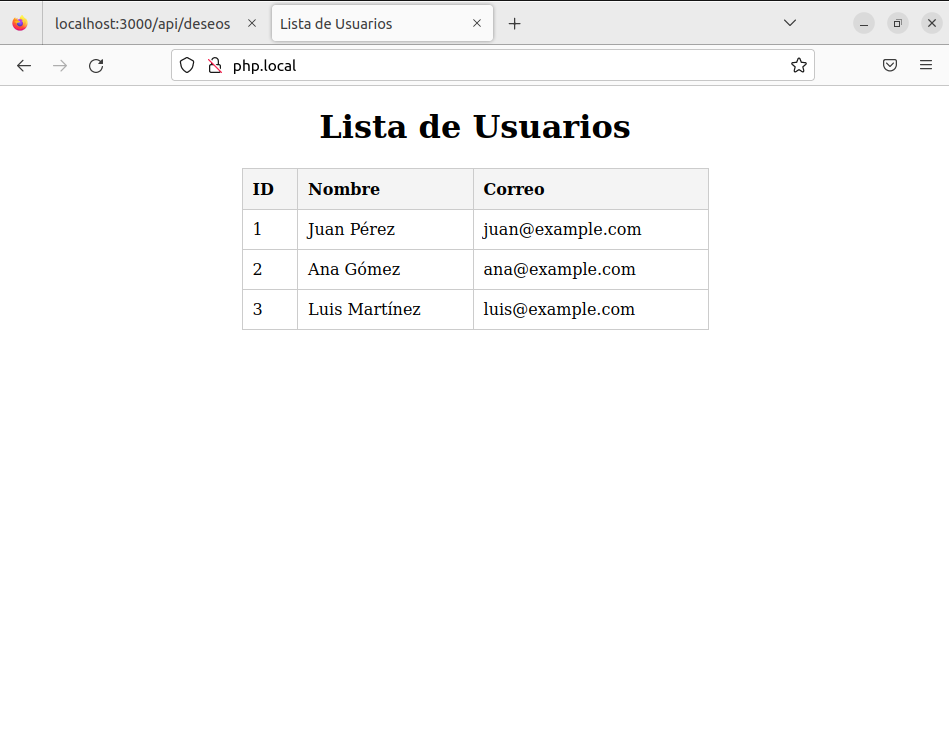 localhost:3000/api/deseos
Lista de Usuarios
php.local
Lista de Usuarios
ID Nombre Correo
1 Juan Pérez juan@example.com
2 Ana Gómez ana@example.com
3 Luis Martínez luis@example.com